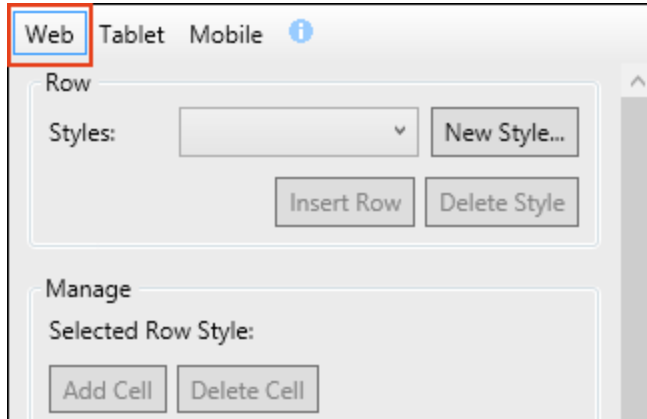 Web Tablet Mobile i
Row
Styles: New Style...
Insert Row Delete Style
Manage
Selected Row Style:
Add Cell Delete Cell